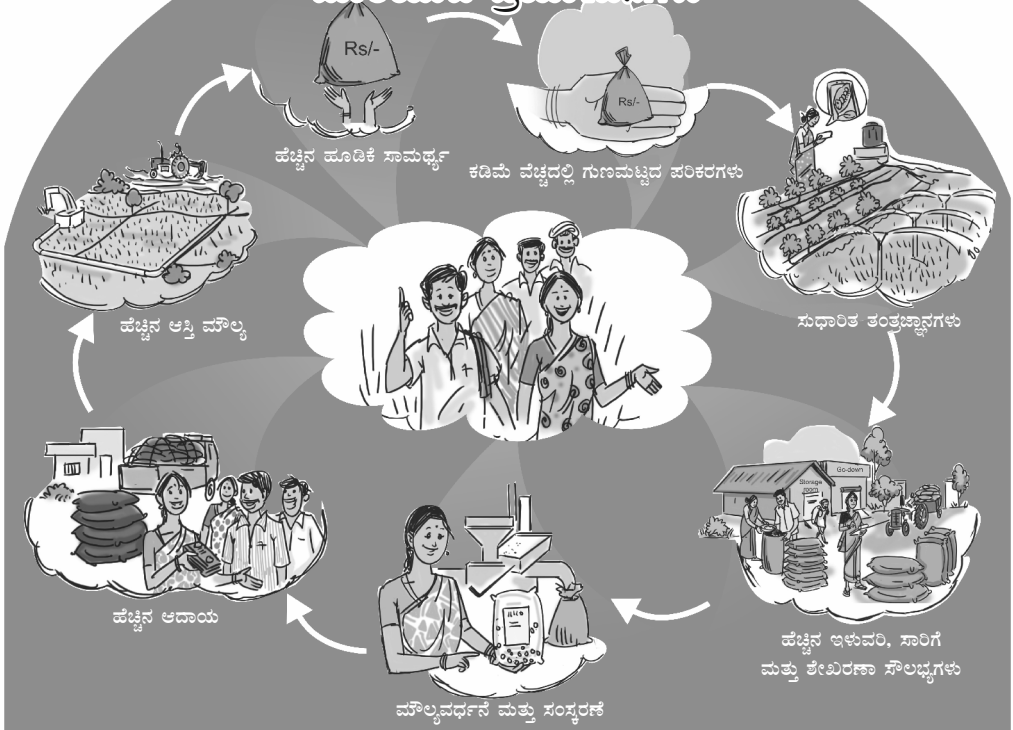 Rs/-
ಹೆಚ್ಚಿನ ಹೂಡಿಕೆ ಸಾಮರ್ಥ್ಯ
Rs/-
ಕಡಿಮೆ ವೆಚ್ಚದಲ್ಲಿ ಗುಣಮಟ್ಟದ ಪರಿಕರಗಳು
ಸುಧಾರಿತ ತಂತ್ರಜ್ಞಾನಗಳು
Go-down
Storage
room
ಹೆಚ್ಚಿನ ಇಳುವರಿ, ಸಾರಿಗೆ
ಮತ್ತು ಶೇಖರಣಾ ಸೌಲಭ್ಯಗಳು
ಮೌಲ್ಯವರ್ಧನೆ ಮತ್ತು ಸಂಸ್ಕರಣೆ
ಹೆಚ್ಚಿನ ಆದಾಯ
ಹೆಚ್ಚಿನ ಆಸ್ತಿ ಮೌಲ್ಯ